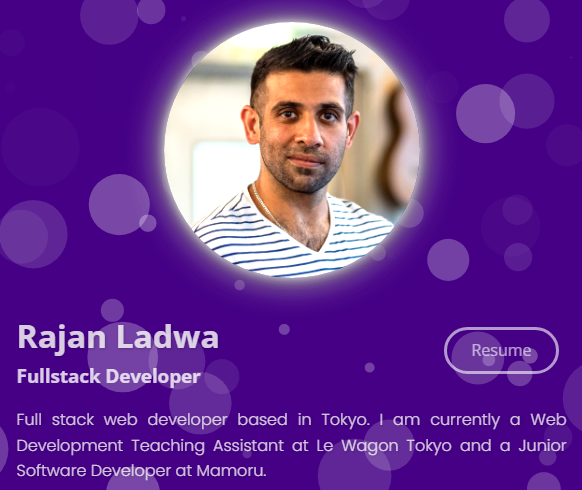 Rajan Ladwa
Resume
Fullstack Developer
Full stack web developer based in Tokyo. I am currently a Web
Development Teaching Assistant at Le Wagon Tokyo and a Junior
Software Developer at Mamoru.